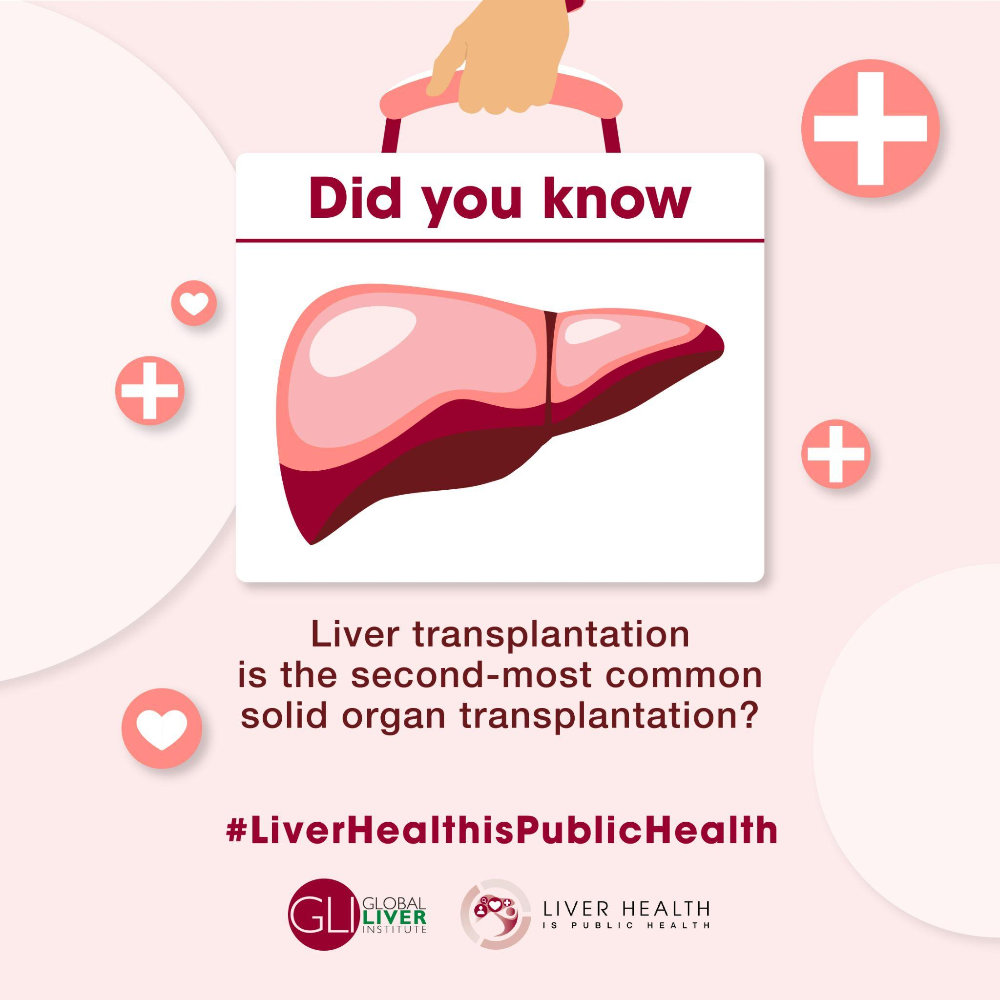 Did you know
Liver transplantation
is the second-most common
solid organ transplantation?
#LiverHealthisPublicHealth
GLI
GLOBAL
LIVER
INSTITUTE
LIVER HEALTH
IS PUBLIC HEALTH